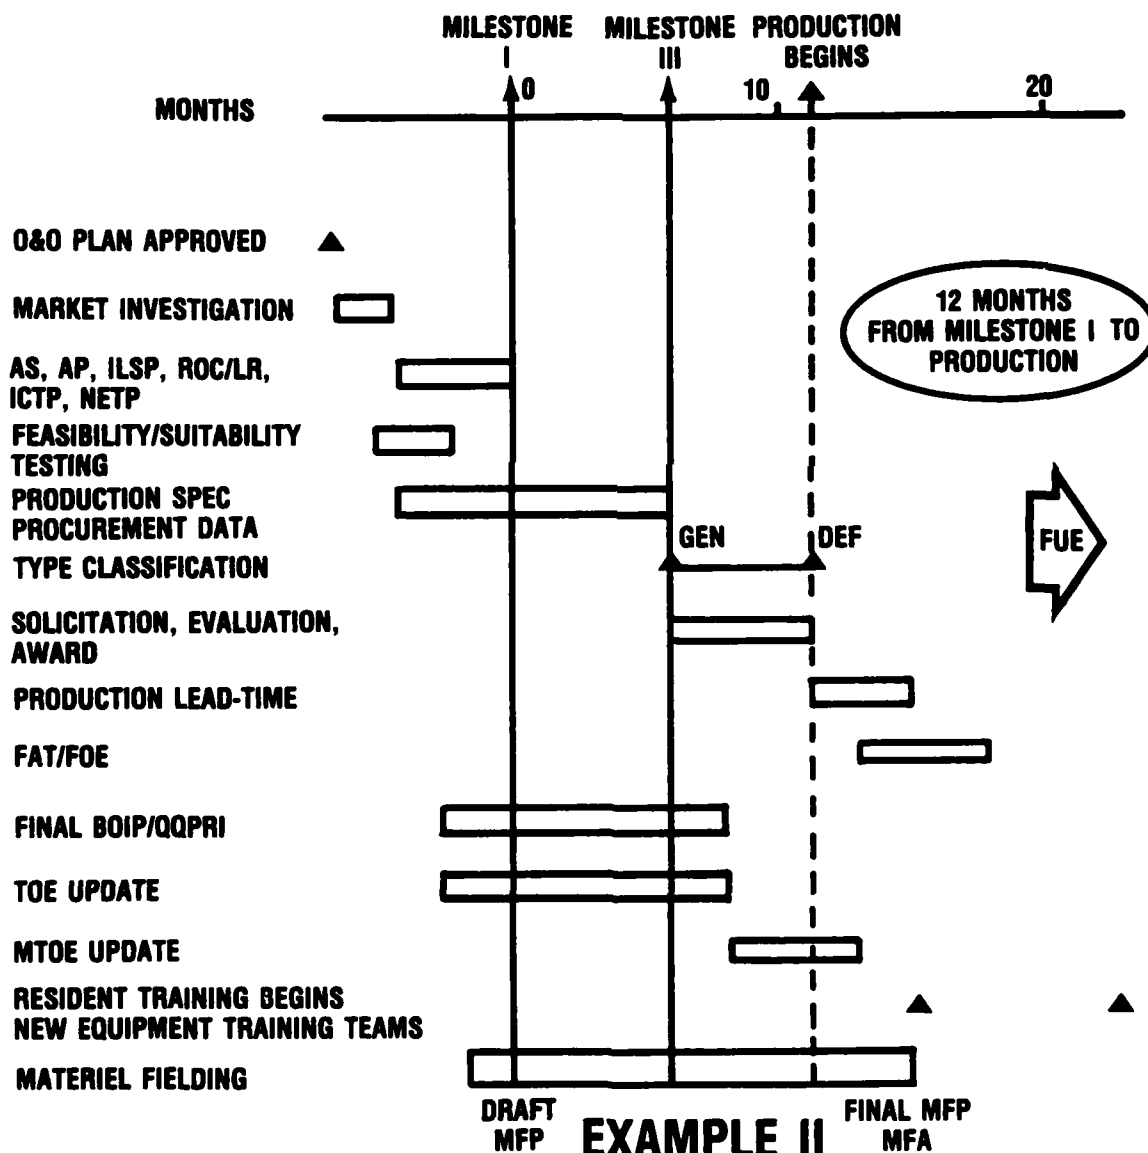 MILESTONE MILESTONE PRODUCTION
I III BEGINS
0 10 20
MONTHS
O&O PLAN APPROVED
MARKET INVESTIGATION
12 MONTHS
FROM MILESTONE I TO
PRODUCTION
AS, AP, ILSP, ROC/LR,
ICTP, NETP
FEASIBILITY/SUITABILITY
TESTING
PRODUCTION SPEC
PROCUREMENT DATA
GEN DEF
FUE
TYPE CLASSIFICATION
SOLICITATION, EVALUATION,
AWARD
PRODUCTION LEAD-TIME
FAT/FOE
FINAL BOIP/QQPRI
TOE UPDATE
MTOE UPDATE
RESIDENT TRAINING BEGINS
NEW EQUIPMENT TRAINING TEAMS
MATERIEL FIELDING
DRAFT
MFP
FINAL MFP
MFA
EXAMPLE II